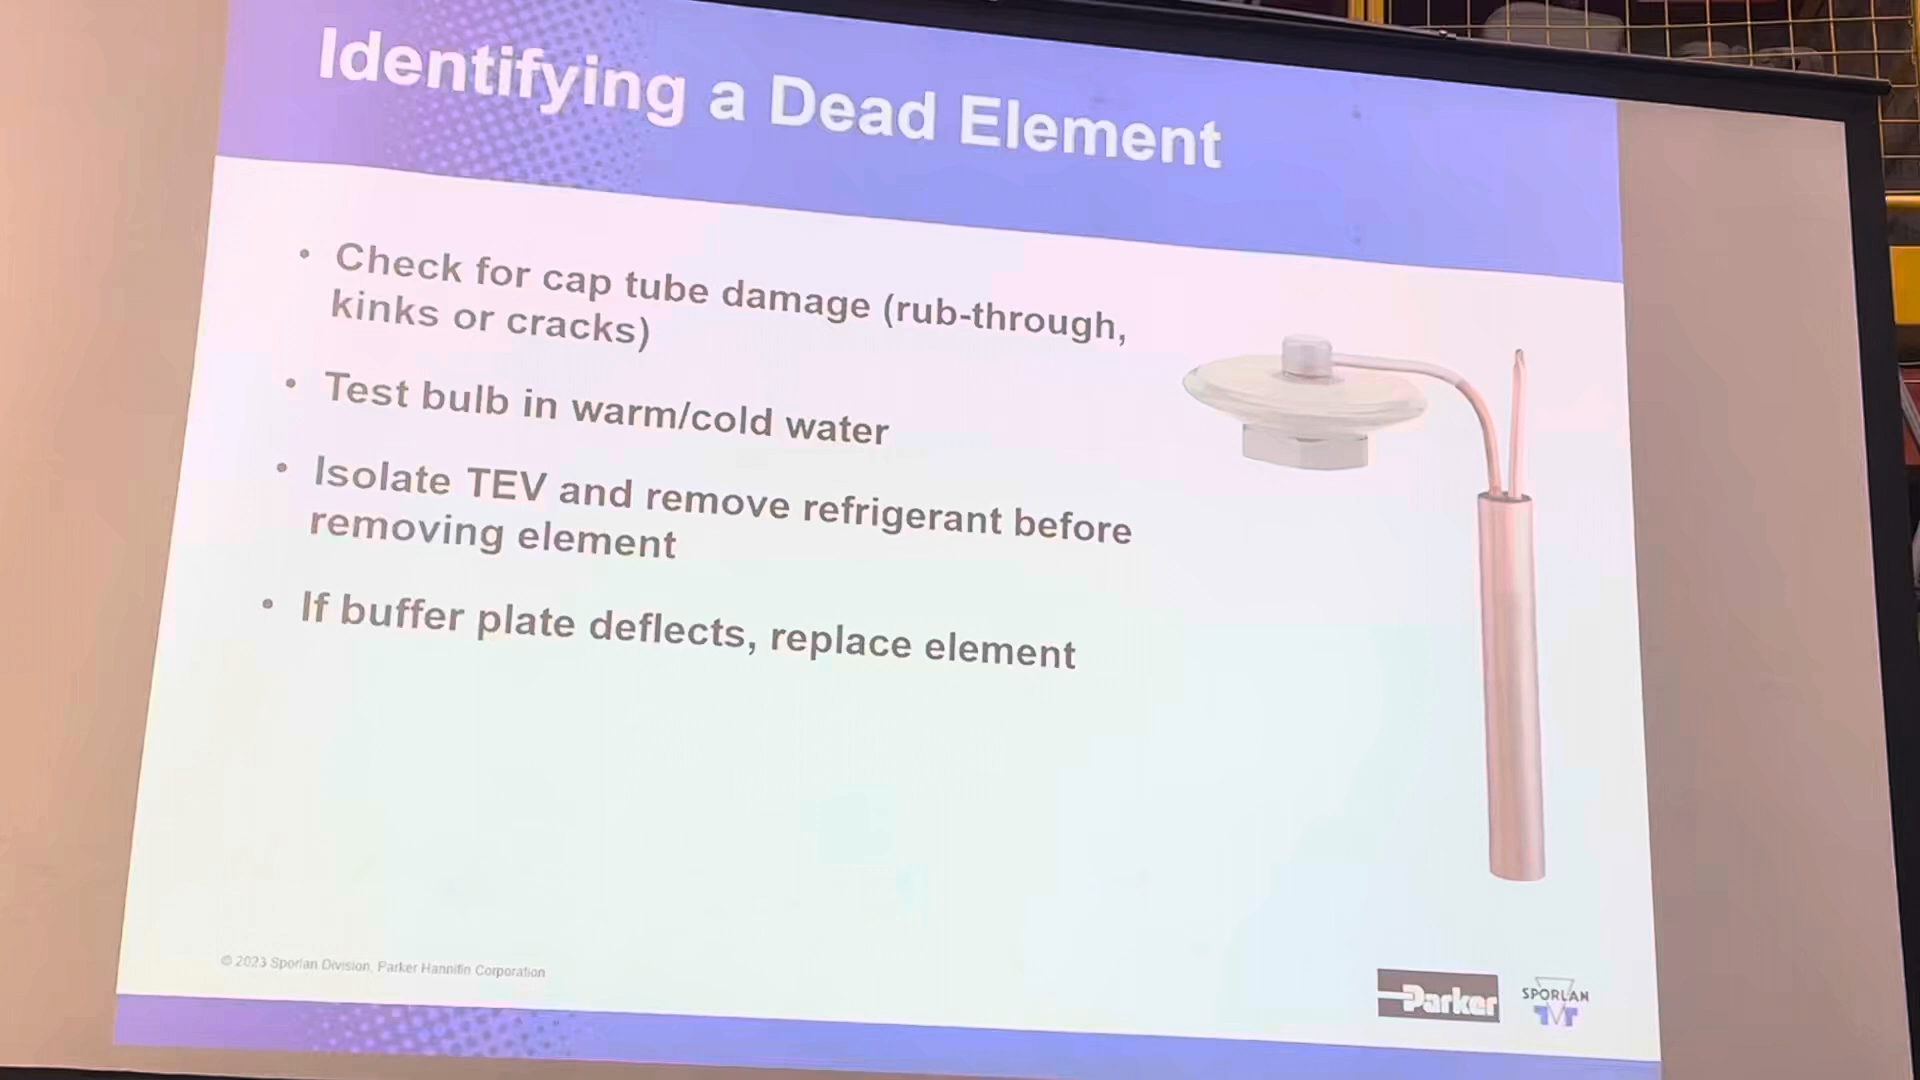 Identifying a Dead Element
• Check for cap tube damage (rub-through,
kinks or cracks)
• Test bulb in warm/cold water
• Isolate TEV and remove refrigerant before
removing element
• If buffer plate deflects, replace element
© 2023 Sporlan Division, Parker Hannifin Corporation
Parker
SPORLAN